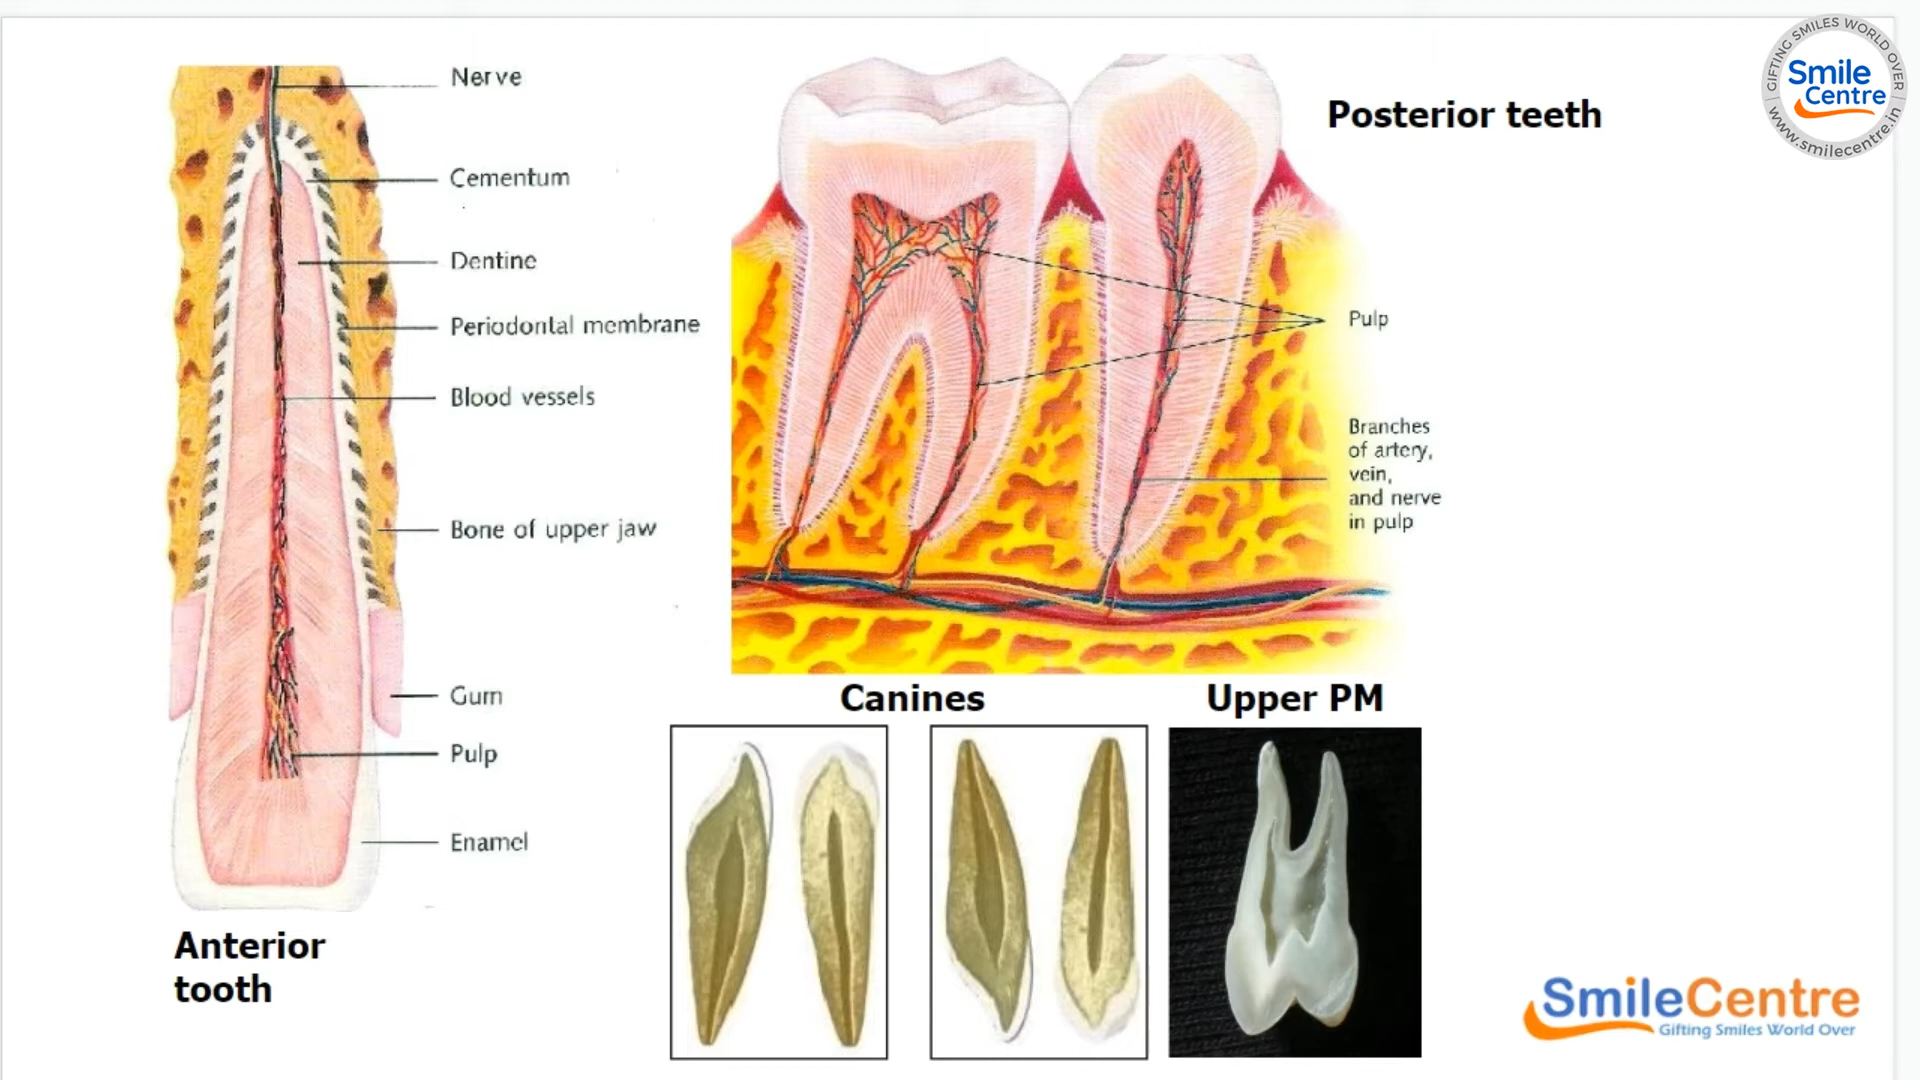 Nerve
Cementum
Dentine
Periodontal membrane
Blood vessels
Bone of upper jaw
Gum
Pulp
Enamel
Anterior
tooth
Posterior teeth
Pulp
Branches
of artery,
vein,
and nerve
in pulp
Canines
Upper PM
GIFTING SMILES WORLD OVER
Smile
Centre
www.smilecentre.in
SmileCentre
Gifting Smiles World Over